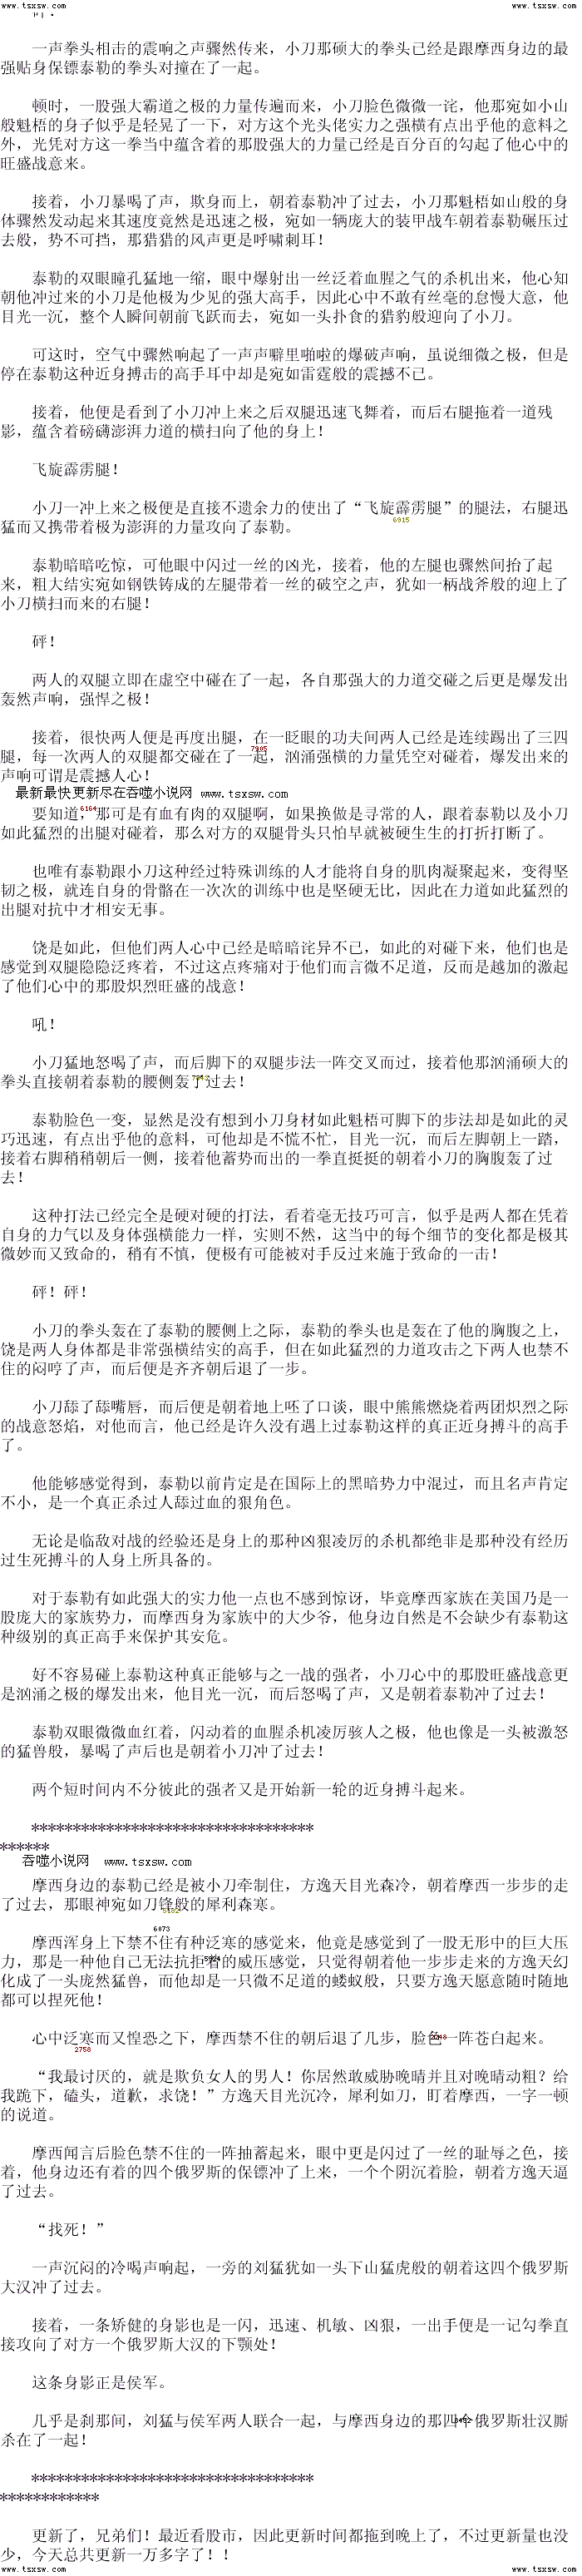 www.tsxsw.com www.tsxsw.com
一声拳头相击的震响之声骤然传来，小刀那硕大的拳头已经是跟摩西身边的最
强贴身保镖泰勒的拳头对撞在了一起。
顿时，一股强大霸道之极的力量传遍而来，小刀脸色微微一诧，他那宛如小山
般魁梧的身子似乎是轻晃了一下，对方这个光头佬实力之强横有点出乎他的意料之
外，光凭对方这一拳当中蕴含着的那股强大的力量已经是百分百的勾起了他心中的
旺盛战意来。
接着，小刀暴喝了声，欺身而上，朝着泰勒冲了过去，小刀那魁梧如山般的身
体骤然发动起来其速度竟然是迅速之极，宛如一辆庞大的装甲战车朝着泰勒碾压过
去般，势不可挡，那猎猎的风声更是呼啸刺耳！
泰勒的双眼瞳孔猛地一缩，眼中爆射出一丝泛着血腥之气的杀机出来，他心知
朝他冲过来的小刀是他极为少见的强大高手，因此心中不敢有丝毫的怠慢大意，他
目光一沉，整个人瞬间朝前飞跃而去，宛如一头扑食的猎豹般迎向了小刀。
可这时，空气中骤然响起了一声声噼里啪啦的爆破声响，虽说细微之极，但是
停在泰勒这种近身搏击的高手耳中却是宛如雷霆般的震撼不已。
接着，他便是看到了小刀冲上来之后双腿迅速飞舞着，而后右腿拖着一道残
影，蕴含着磅礴澎湃力道的横扫向了他的身上！
飞旋霹雳腿！
小刀一冲上来之极便是直接不遗余力的使出了“飞旋霹雳腿”的腿法，右腿迅
猛而又携带着极为澎湃的力量攻向了泰勒。
6915
泰勒暗暗吃惊，可他眼中闪过一丝的凶光，接着，他的左腿也骤然间抬了起
来，粗大结实宛如钢铁铸成的左腿带着一丝的破空之声，犹如一柄战斧般的迎上了
小刀横扫而来的右腿！
砰！
两人的双腿立即在虚空中碰在了一起，各自那强大的力道交碰之后更是爆发出
轰然声响，强悍之极！
接着，很快两人便是再度出腿，在一眨眼的功夫间两人已经是连续踢出了三四
腿，每一次两人的双腿都交碰在了一起，汹涌强横的力量凭空对碰着，爆发出来的
声响可谓是震撼人心！
最新最快更新尽在吞噬小说网 www.tsxsw.com
要知道，那可是有血有肉的双腿啊，如果换做是寻常的人，跟着泰勒以及小刀
如此猛烈的出腿对碰着，那么对方的双腿骨头只怕早就被硬生生的打折打断了。
也唯有泰勒跟小刀这种经过特殊训练的人才能将自身的肌肉凝聚起来，变得坚
韧之极，就连自身的骨骼在一次次的训练中也是坚硬无比，因此在力道如此猛烈的
出腿对抗中才相安无事。
饶是如此，但他们两人心中已经是暗暗诧异不已，如此的对碰下来，他们也是
感觉到双腿隐隐泛疼着，不过这点疼痛对于他们而言微不足道，反而是越加的激起
了他们心中的那股炽烈旺盛的战意！
吼！
小刀猛地怒喝了声，而后脚下的双腿步法一阵交叉而过，接着他那汹涌硕大的
拳头直接朝着泰勒的腰侧轰了过去！
泰勒脸色一变，显然是没有想到小刀身材如此魁梧可脚下的步法却是如此的灵
巧迅速，有点出乎他的意料，可他却是不慌不忙，目光一沉，而后左脚朝上一踏，
接着右脚稍稍朝后一侧，接着他蓄势而出的一拳直挺挺的朝着小刀的胸腹轰了过
去！
这种打法已经完全是硬对硬的打法，看着毫无技巧可言，似乎是两人都在凭着
自身的力气以及身体强横能力一样，实则不然，这当中的每个细节的变化都是极其
微妙而又致命的，稍有不慎，便极有可能被对手反过来施于致命的一击！
砰！砰！
小刀的拳头轰在了泰勒的腰侧上之际，泰勒的拳头也是轰在了他的胸腹之上，
饶是两人身体都是非常强横结实的高手，但在如此猛烈的力道攻击之下两人也禁不
住的闷哼了声，而后便是齐齐朝后退了一步。
小刀舔了舔嘴唇，而后便是朝着地上呸了口谈，眼中熊熊燃烧着两团炽烈之际
的战意怒焰，对他而言，他已经是许久没有遇上过泰勒这样的真正近身搏斗的高手
了。
他能够感觉得到，泰勒以前肯定是在国际上的黑暗势力中混过，而且名声肯定
不小，是一个真正杀过人舔过血的狠角色。
无论是临敌对战的经验还是身上的那种凶狠凌厉的杀机都绝非是那种没有经历
过生死搏斗的人身上所具备的。
对于泰勒有如此强大的实力他一点也不感到惊讶，毕竟摩西家族在美国乃是一
股庞大的家族势力，而摩西身为家族中的大少爷，他身边自然是不会缺少有泰勒这
种级别的真正高手来保护其安危。
好不容易碰上泰勒这种真正能够与之一战的强者，小刀心中的那股旺盛战意更
是汹涌之极的爆发出来，他目光一沉，而后怒喝了声，又是朝着泰勒冲了过去！
泰勒双眼微微血红着，闪动着的血腥杀机凌厉骇人之极，他也像是一头被激怒
的猛兽般，暴喝了声后也是朝着小刀冲了过去！
两个短时间内不分彼此的强者又是开始新一轮的近身搏斗起来。
**********************************
******
吞噬小说网 www.tsxsw.com
摩西身边的泰勒已经是被小刀牵制住，方逸天目光森冷，朝着摩西一步步的走
了过去，那眼神宛如刀锋般的犀利森寒。
6073
摩西浑身上下禁不住有种泛寒的感觉来，他竟是感觉到了一股无形中的巨大压
力，那是一种他自己无法抗拒着的威压感觉，只觉得朝着他一步步走来的方逸天幻
化成了一头庞然猛兽，而他却是一只微不足道的蝼蚁般，只要方逸天愿意随时随地
都可以捏死他！
心中泛寒而又惶恐之下，摩西禁不住的朝后退了几步，脸色一阵苍白起来。
2758
“我最讨厌的，就是欺负女人的男人！你居然敢威胁晚晴并且对晚晴动粗？给
我跪下，磕头，道歉，求饶！”方逸天目光沉冷，犀利如刀，盯着摩西，一字一顿
的说道。
摩西闻言后脸色禁不住的一阵抽蓄起来，眼中更是闪过了一丝的耻辱之色，接
着，他身边还有着的四个俄罗斯的保镖冲了上来，一个个阴沉着脸，朝着方逸天逼
了过去。
“找死！”
一声沉闷的冷喝声响起，一旁的刘猛犹如一头下山猛虎般的朝着这四个俄罗斯
大汉冲了过去。
接着，一条矫健的身影也是一闪，迅速、机敏、凶狠，一出手便是一记勾拳直
接攻向了对方一个俄罗斯大汉的下颚处！
这条身影正是侯军。
几乎是刹那间，刘猛与侯军两人联合一起，与摩西身边的那四个俄罗斯壮汉厮
杀在了一起！
**********************************
************
更新了，兄弟们！最近看股市，因此更新时间都拖到晚上了，不过更新量也没
少，今天总共更新一万多字了！！
www.tsxsw.com www.tsxsw.com